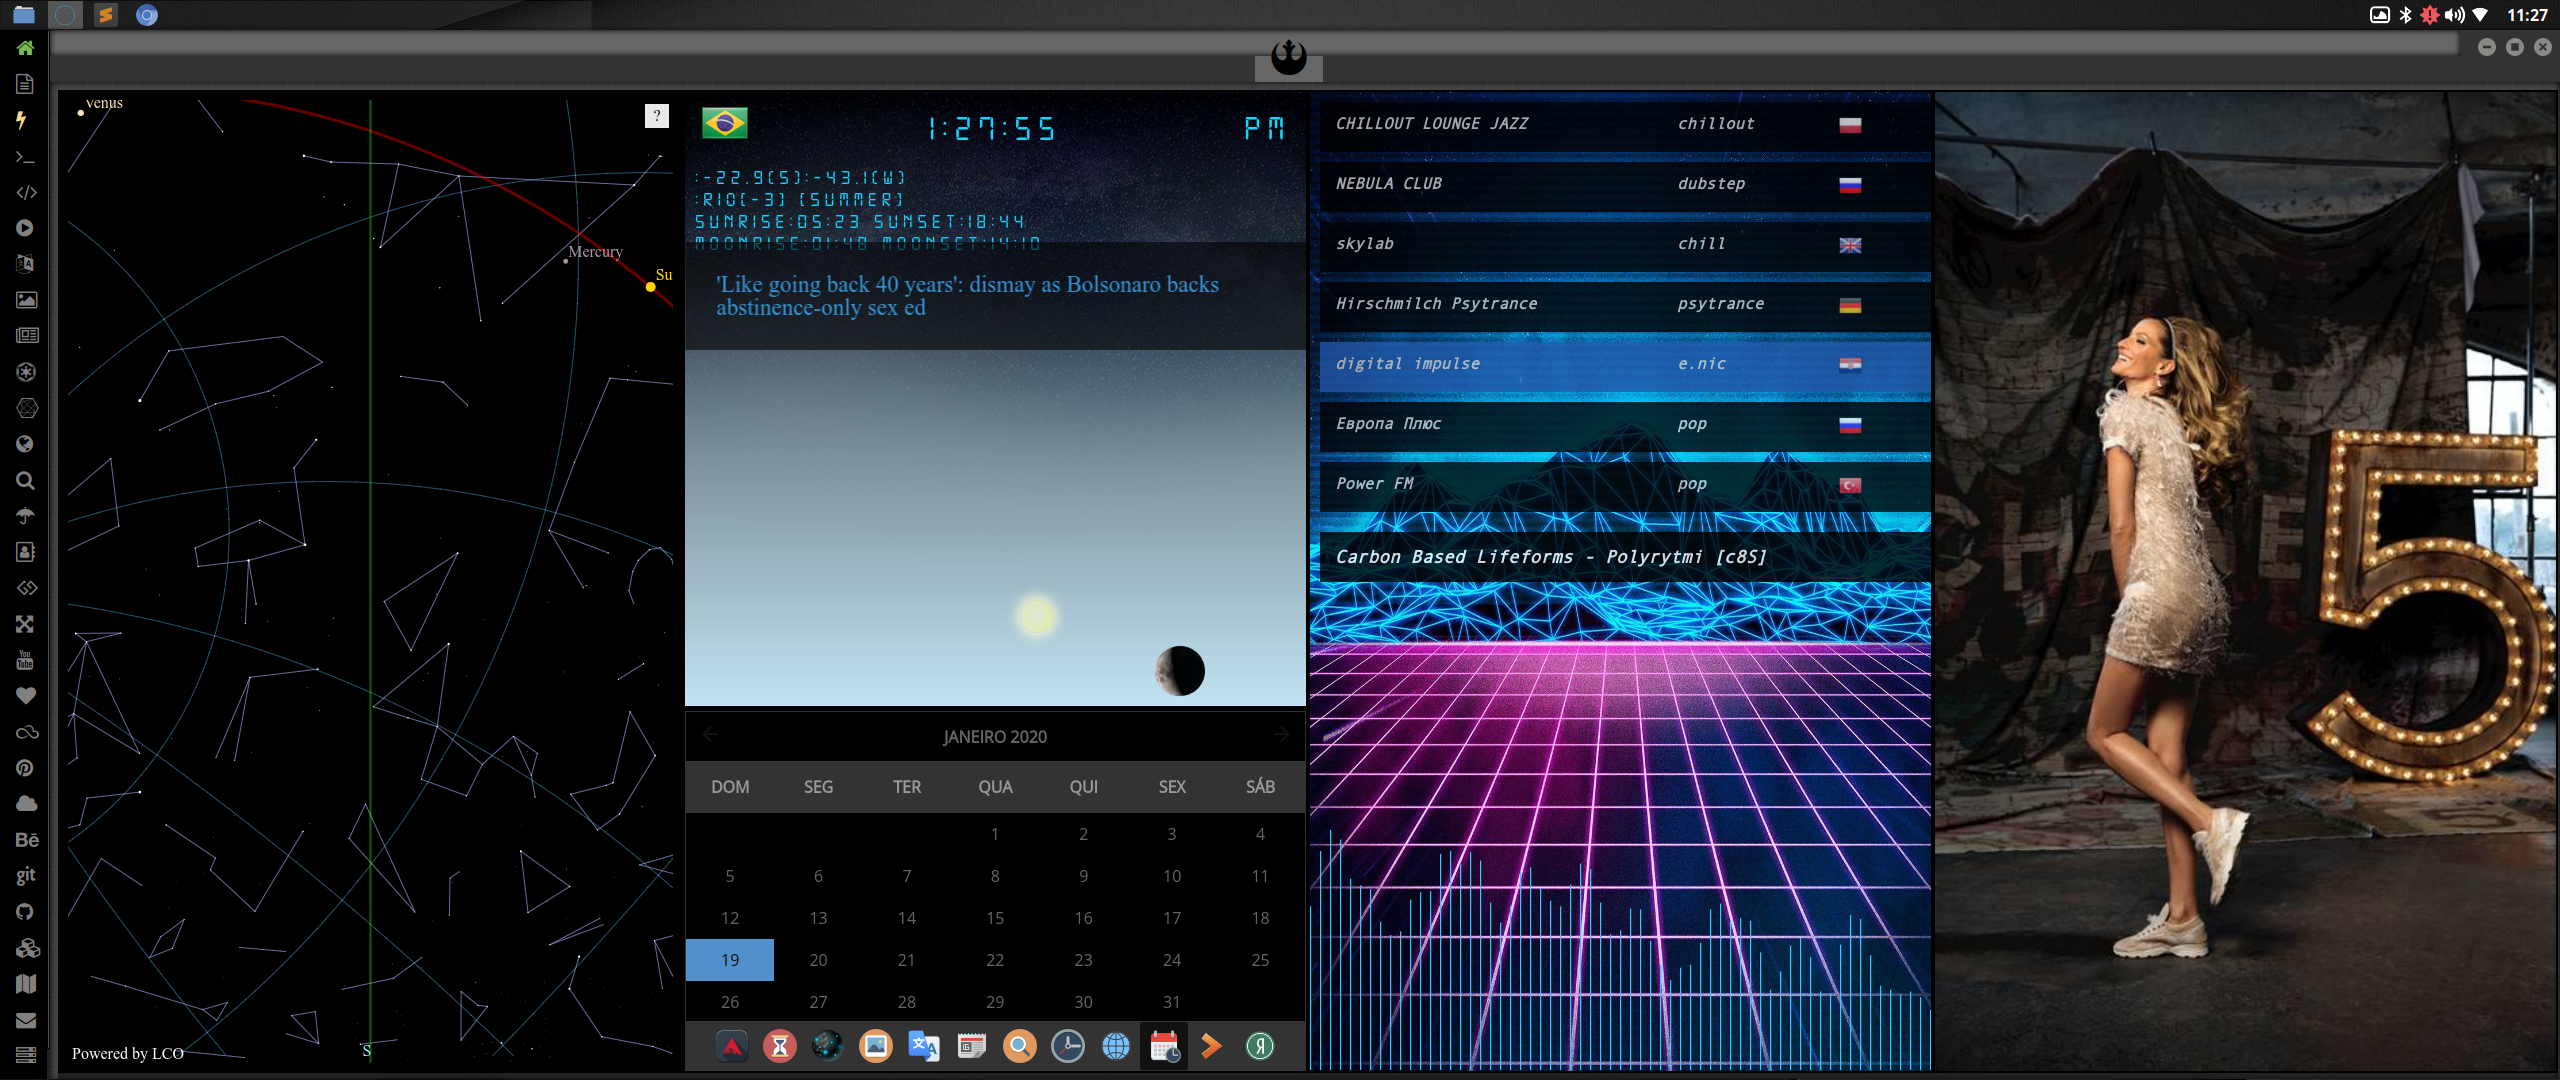 11:27
Bē
git
You
Tube
venus
?
Mercury
Su
S
Powered by LCO
1:27:55 PM
:-22.9(S):-43.1(W)
:RIO(-3) (SUMMER)
SUNRISE:05:23 SUNSET:18:44
MOONRISE:01:48 MOONSET:14:10
'Like going back 40 years': dismay as Bolsonaro backs
abstinence-only sex ed
JANEIRO 2020
DOM SEG TER QUA QUI SEX SÁB
1 2 3 4
5 6 7 8 9 10 11
12 13 14 15 16 17 18
19 20 21 22 23 24 25
26 27 28 29 30 31
CHILLOUT LOUNGE JAZZ chillout
NEBULA CLUB dubstep
skylab chill
Hirschmilch Psytrance psytrance
digital impulse e.nic
Европа Плюс pop
Power FM pop
Carbon Based Lifeforms - Polyrytmi [c8S]
5